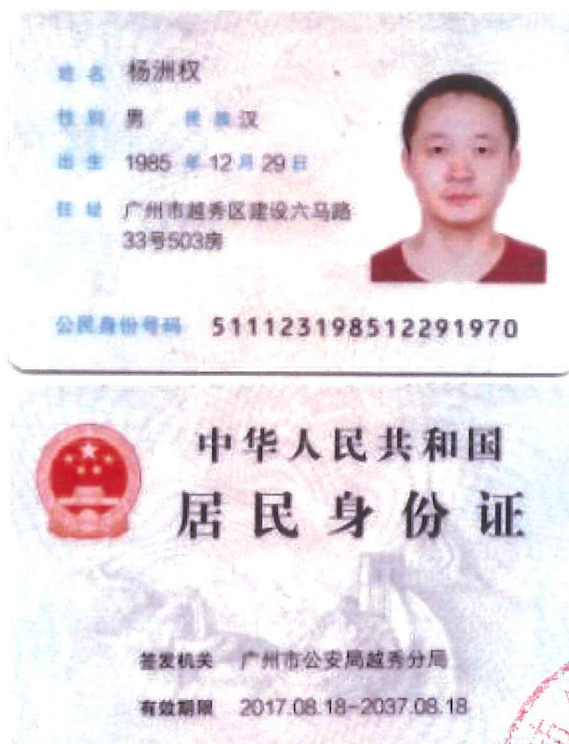 姓名 杨洲权
性别 男 民族 汉
出生 1985 年 12 月 29 日
住址 广州市越秀区建设六马路
33号503房
公民身份号码 511123198512291970
中华人民共和国
居民身份证
签发机关 广州市公安局越秀分局
有效期限 2017.08.18-2037.08.18